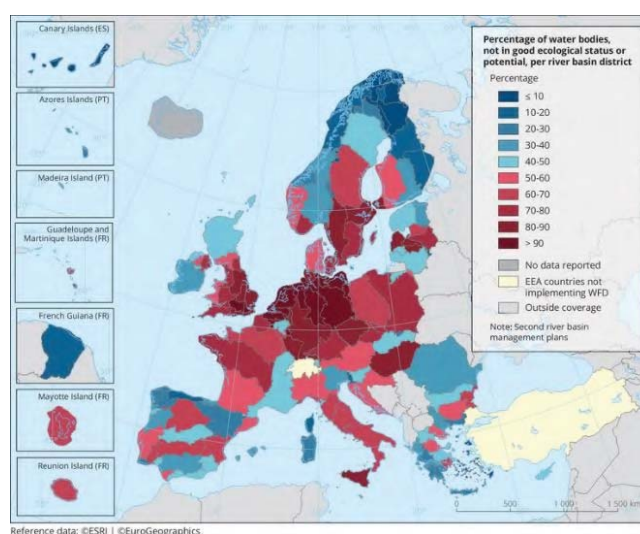 Canary Islands (ES)
Azores Islands (PT)
Madeira Island (PT)
Guadeloupe and
Martinique Islands (FR)
French Guiana (FR)
Mayotte Island (FR)
Reunion Island (FR)
Percentage of water bodies,
not in good ecological status or
potential, per river basin district
Percentage
≤ 10
10-20
20-30
30-40
40-50
50-60
60-70
70-80
80-90
> 90
No data reported
EEA countries not
implementing WFD
Outside coverage
Note: Second river basin
management plans
0 500 1 000 1 500 km
Reference data: ©ESRI | ©EuroGeographics